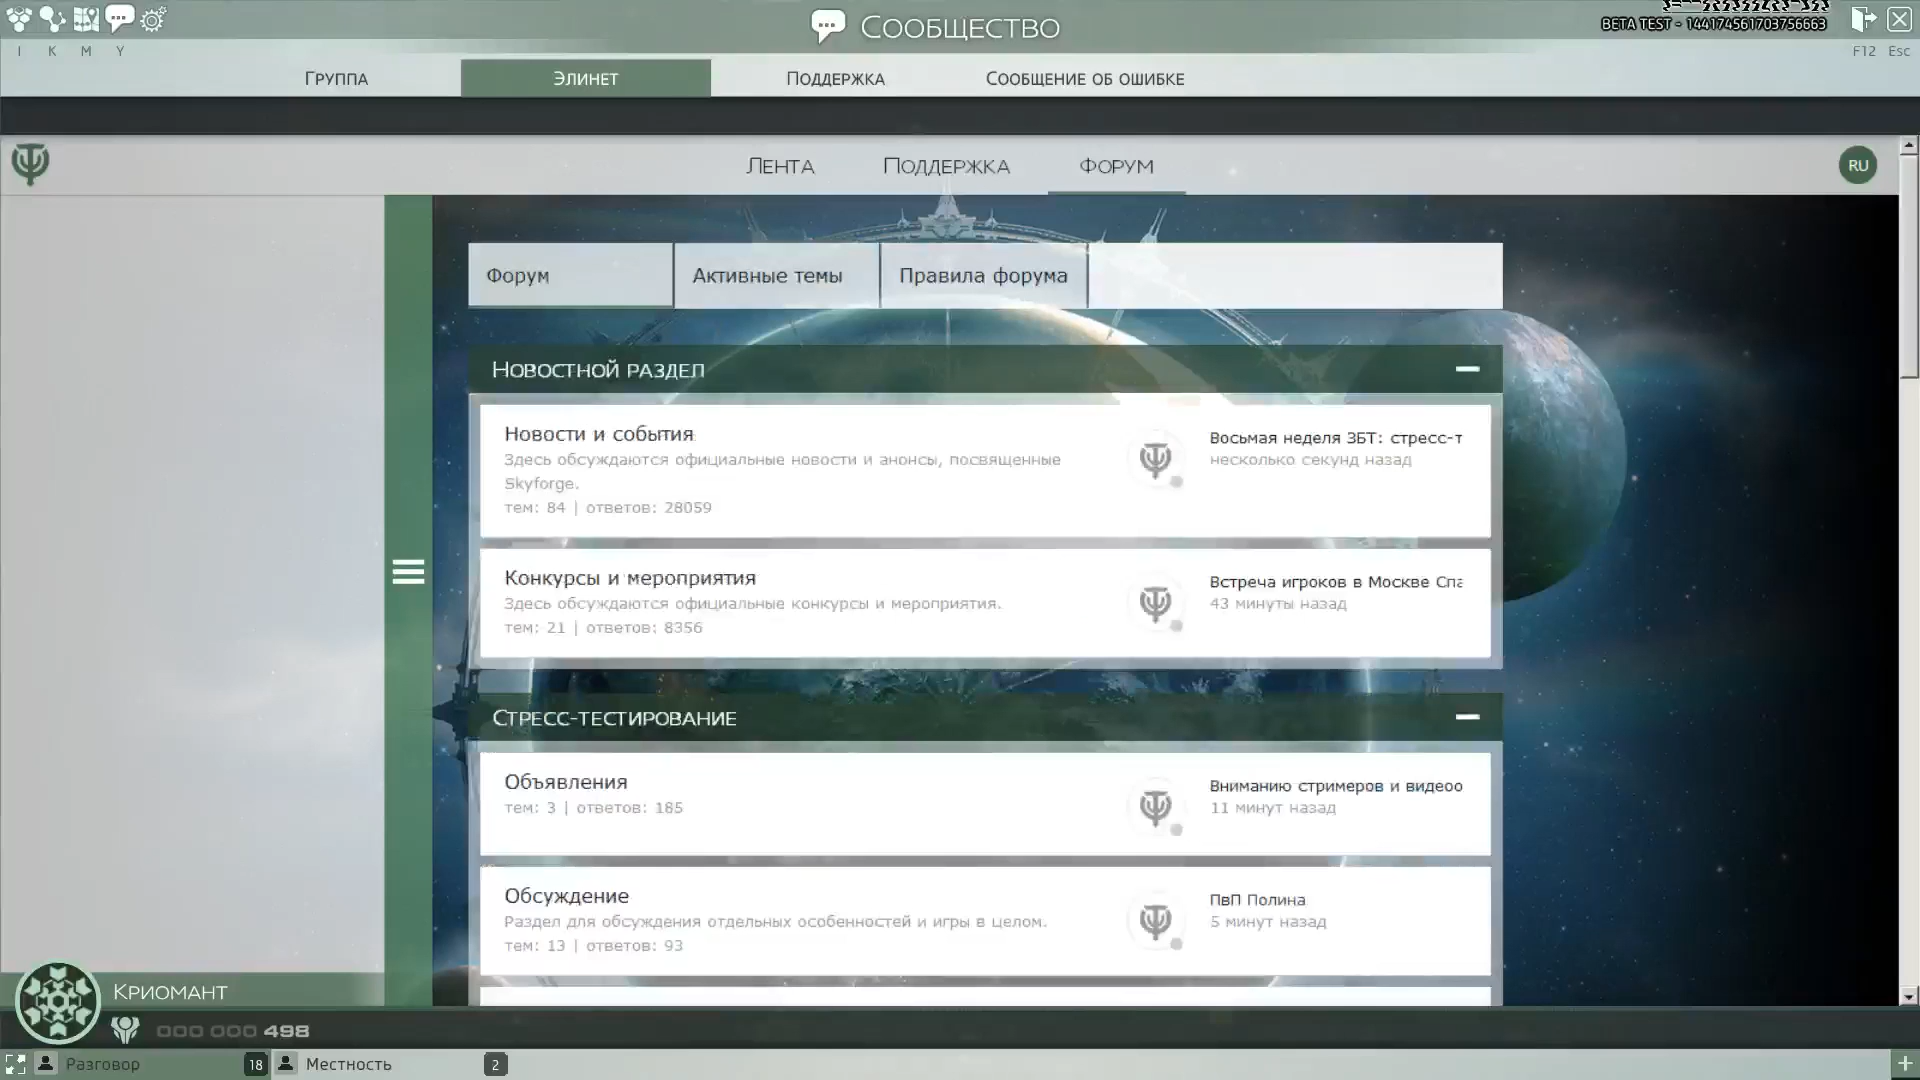 Сообщество
BETA TEST - 144174561703756663
I K M Y
F12 Esc
Группа Элинет Поддержка Сообщение об ошибке
Лента Поддержка Форум
RU
Форум Активные темы Правила форума
Новостной раздел
Новости и события
Здесь обсуждаются официальные новости и анонсы, посвященные
Skyforge.
тем: 84 | ответов: 28059
Восьмая неделя ЗБТ: стресс-т
несколько секунд назад
Конкурсы и мероприятия
Здесь обсуждаются официальные конкурсы и мероприятия.
тем: 21 | ответов: 8356
Встреча игроков в Москве Спа
43 минуты назад
Стресс-тестирование
Объявления
тем: 3 | ответов: 185
Вниманию стримеров и видеоо
11 минут назад
Обсуждение
Раздел для обсуждения отдельных особенностей и игры в целом.
тем: 13 | ответов: 93
ПвП Полина
5 минут назад
Криомант
000 000 498
Разговор 18 Местность 2